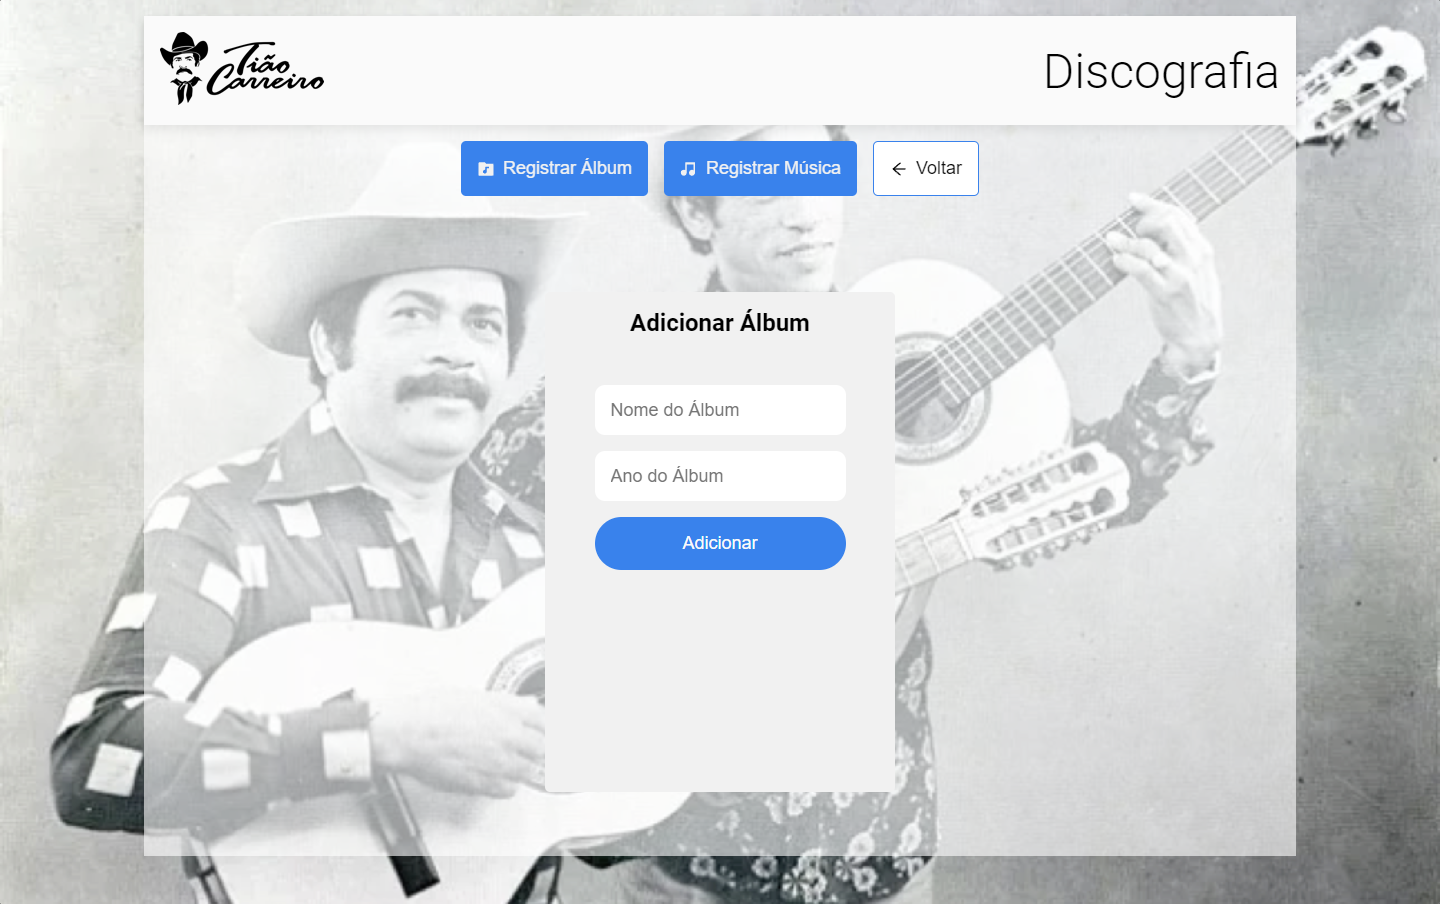 Tião
Carreiro
Discografia
Registrar Álbum
Registrar Música
Voltar
Adicionar Álbum
Nome do Álbum
Ano do Álbum
Adicionar